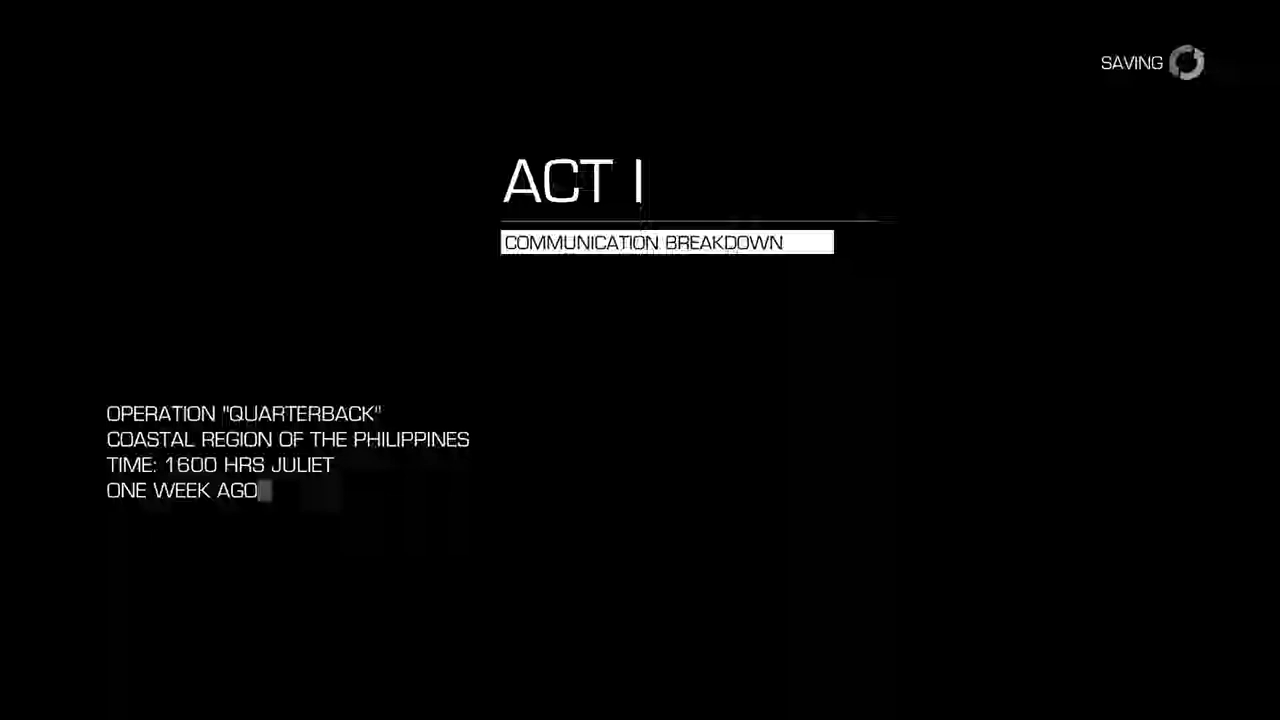 SAVING
ACT I
COMMUNICATION BREAKDOWN
OPERATION "QUARTERBACK"
COASTAL REGION OF THE PHILIPPINES
TIME: 1600 HRS JULIET
ONE WEEK AGO